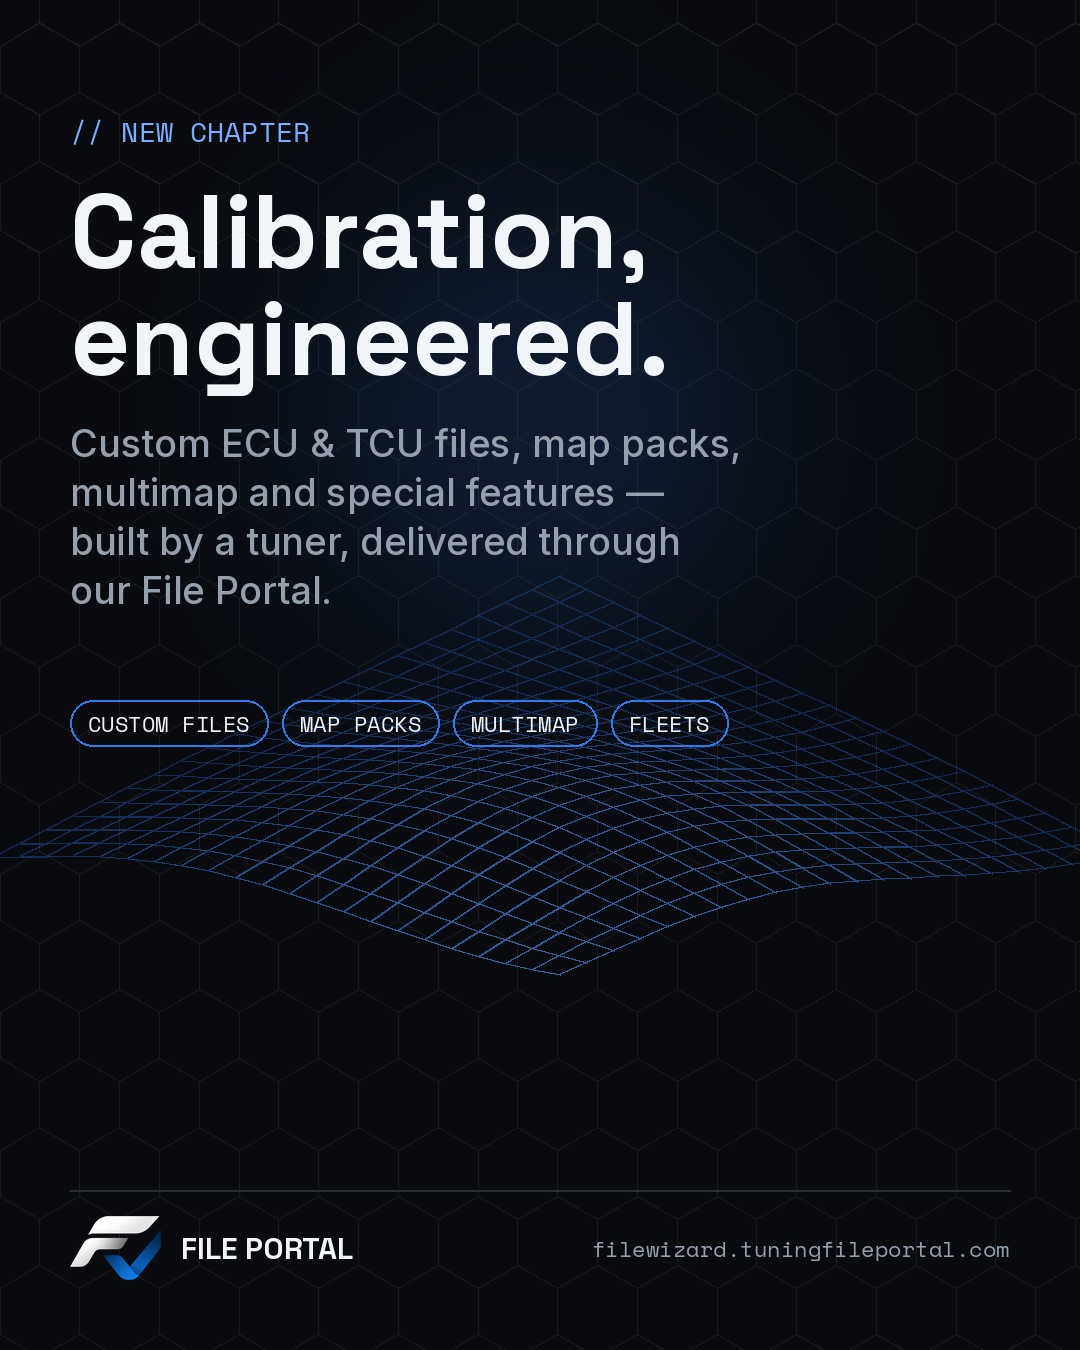 // NEW CHAPTER
Calibration,
engineered.
Custom ECU & TCU files, map packs,
multimap and special features —
built by a tuner, delivered through
our File Portal.
CUSTOM FILES
MAP PACKS
MULTIMAP
FLEETS
FILE PORTAL
filewizard.tuningfileportal.com